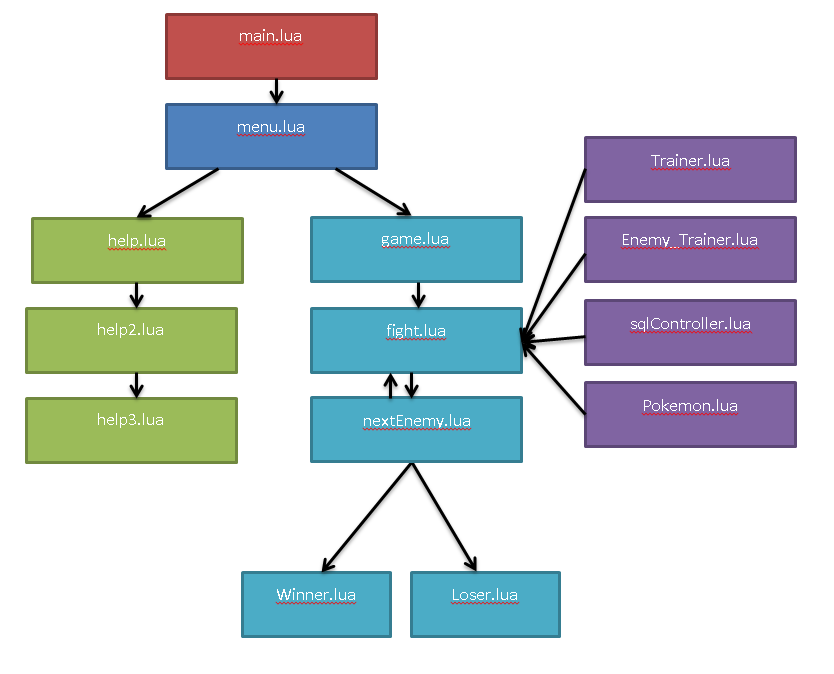 main.lua
menu.lua
Trainer.lua
help.lua
game.lua
Enemy_Trainer.lua
help2.lua
fight.lua
sqlController.lua
help3.lua
nextEnemy.lua
Pokemon.lua
Winner.lua
Loser.lua